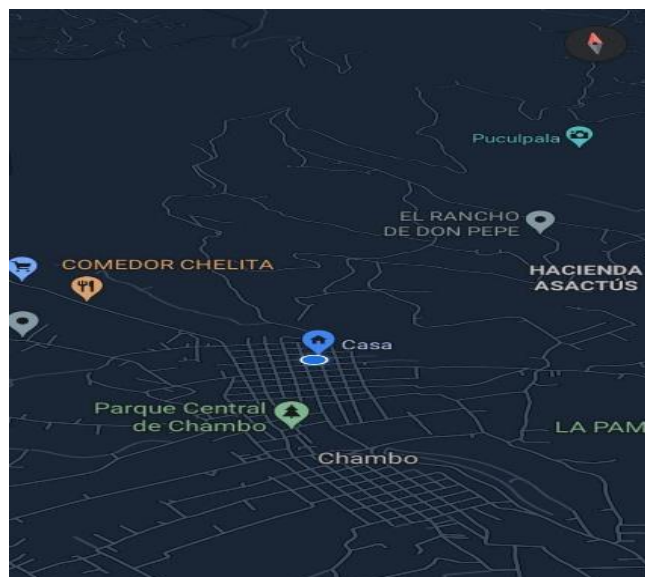 Puculpala
EL RANCHO
DE DON PEPE
COMEDOR CHELITA
HACIENDA
ASACTÚS
Casa
Parque Central
de Chambo
LA PAM
Chambo